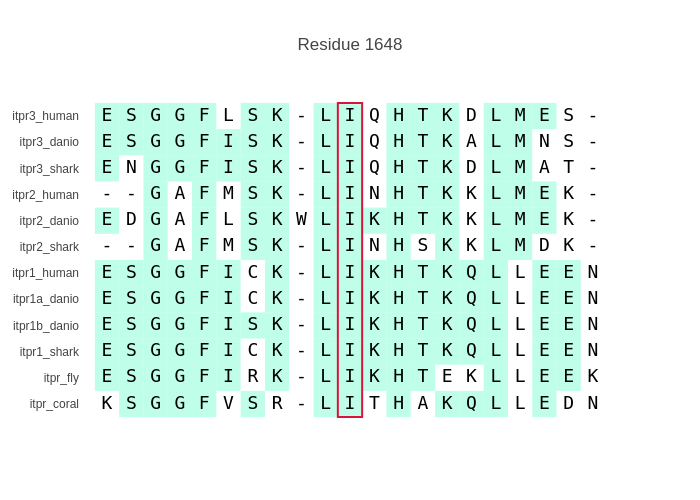 Residue 1648
itpr3_human E S G G F L S K - L I Q H T K D L M E S -
itpr3_danio E S G G F I S K - L I Q H T K A L M N S -
itpr3_shark E N G G F I S K - L I Q H T K D L M A T -
itpr2_human - - G A F M S K - L I N H T K K L M E K -
itpr2_danio E D G A F L S K W L I K H T K K L M E K -
itpr2_shark - - G A F M S K - L I N H S K K L M D K -
itpr1_human E S G G F I C K - L I K H T K Q L L E E N
itpr1a_danio E S G G F I C K - L I K H T K Q L L E E N
itpr1b_danio E S G G F I S K - L I K H T K Q L L E E N
itpr1_shark E S G G F I C K - L I K H T K Q L L E E N
itpr_fly E S G G F I R K - L I K H T E K L L E E K
itpr_coral K S G G F V S R - L I T H A K Q L L E D N